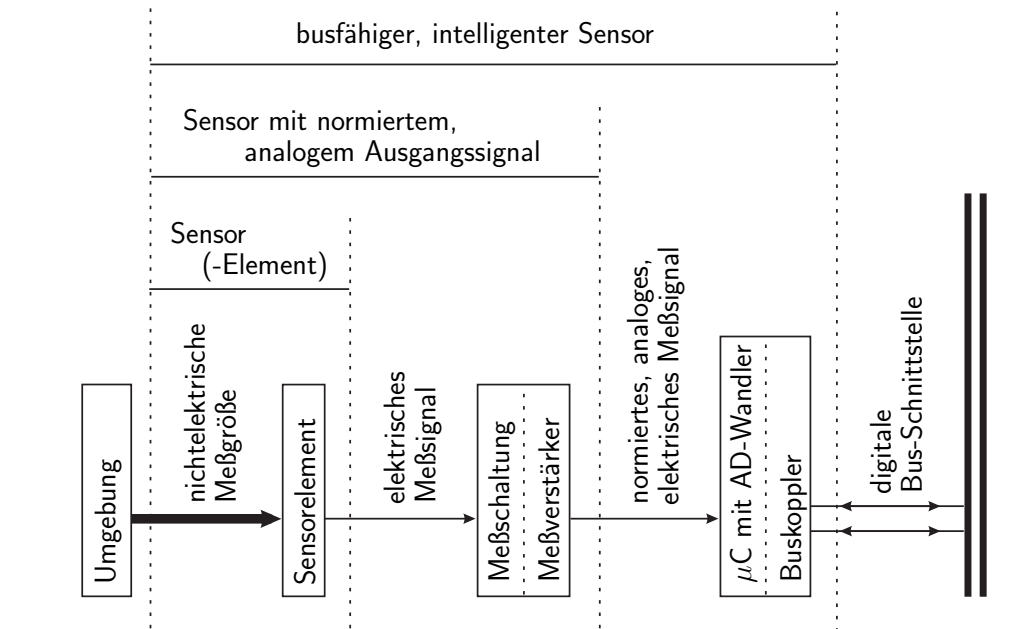 busfähiger, intelligenter Sensor
Sensor mit normiertem,
analogem Ausgangssignal
Sensor
(-Element)
Umgebung
nichtelektrische
Meßgröße
Sensorelement
elektrisches
Meßsignal
Meßschaltung
Meßverstärker
normiertes, analoges,
elektrisches Meßsignal
μC mit AD-Wandler
Buskoppler
digitale
Bus-Schnittstelle